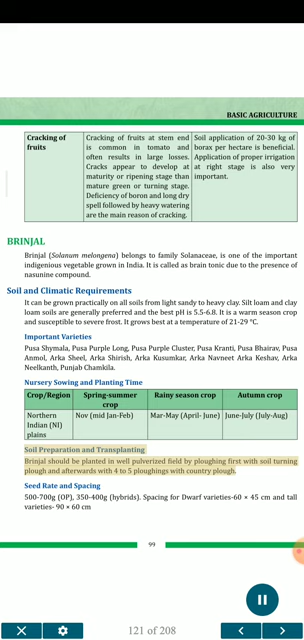 BASIC AGRICULTURE
Cracking of fruits
Cracking of fruits at stem end
is common in tomato and
often results in large losses.
Cracks appear to develop at
maturity or ripening stage than
mature green or turning stage.
Deficiency of boron and long dry
spell followed by heavy watering
are the main reason of cracking.
Soil application of 20-30 kg of
borax per hectare is beneficial.
Application of proper irrigation
at right stage is also very
important.
BRINJAL
Brinjal (Solanum melongena) belongs to family Solanaceae, is one of the important
indigenious vegetable grown in India. It is called as brain tonic due to the presence of
nasunine compound.
Soil and Climatic Requirements
It can be grown practically on all soils from light sandy to heavy clay. Silt loam and clay
loam soils are generally preferred and the best pH is 5.5-6.8. It is a warm season crop
and susceptible to severe frost. It grows best at a temperature of 21-29 °C.
Important Varieties
Pusa Shymala, Pusa Purple Long, Pusa Purple Cluster, Pusa Kranti, Pusa Bhairav, Pusa
Anmol, Arka Sheel, Arka Shirish, Arka Kusumkar, Arka Navneet Arka Keshav, Arka
Neelkanth, Punjab Chamkila.
Nursery Sowing and Planting Time
Crop/Region Spring-summer crop Rainy season crop Autumn crop
Northern Indian (NI) plains Nov (mid Jan-Feb) Mar-May (April- June) June-July (July-Aug)
Soil Preparation and Transplanting
Brinjal should be planted in well pulverized field by ploughing first with soil turning
plough and afterwards with 4 to 5 ploughings with country plough.
Seed Rate and Spacing
500-700g (OP), 350-400g (hybrids). Spacing for Dwarf varieties-60 × 45 cm and tall
varieties- 90 × 60 cm
99
121 of 208